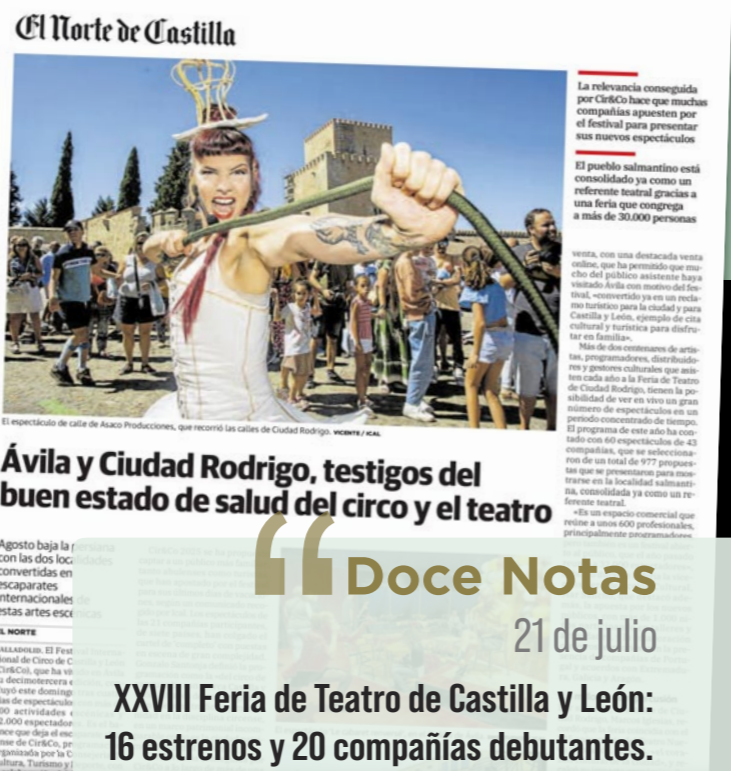 El Norte de Castilla
La relevancia conseguida
por Cir&Co hace que muchas
compañías apuesten por
el festival para presentar
sus nuevos espectáculos
El pueblo salmantino está
consolidado ya como un
referente teatral gracias a
una feria que congrega
a más de 30.000 personas
venta, con una destacada venta
online, que ha permitido que mu-
cho del público asistente haya
visitado Ávila con motivo del fes-
tival, «convertido ya en un recla-
mo turístico para la ciudad y para
Castilla y León, ejemplo de cita
cultural y turística para disfru-
tar en familia».
Más de dos centenares de artis-
tas, programadores, distribuido-
res y gestores culturales que asis-
ten cada año a la Feria de Teatro
de Ciudad Rodrigo, tienen la po-
sibilidad de ver en vivo un gran
número de espectáculos en un
periodo concentrado de tiempo.
El programa de este año ha con-
tado con 60 espectáculos de 43
compañías, que se selecciona-
ron de un total de 977 propues-
tas que se presentaron para mos-
trarse en la localidad salmanti-
na, consolidada ya como un re-
ferente teatral.
«Es un espacio comercial que
reúne a unos 600 profesionales,
principalmente programadores
El espectáculo de calle de Asaco Producciones, que recorrió las calles de Ciudad Rodrigo. VICENTE / ICAL
Ávila y Ciudad Rodrigo, testigos del
buen estado de salud del circo y el teatro
Agosto baja la persiana
con las dos localidades
convertidas en
escaparates
internacionales de
estas artes escénicas
EL NORTE
VALLADOLID. El Fest
“Doce Notas
21 de julio
XXVIII Feria de Teatro de Castilla y León:
16 estrenos y 20 compañías debutantes.